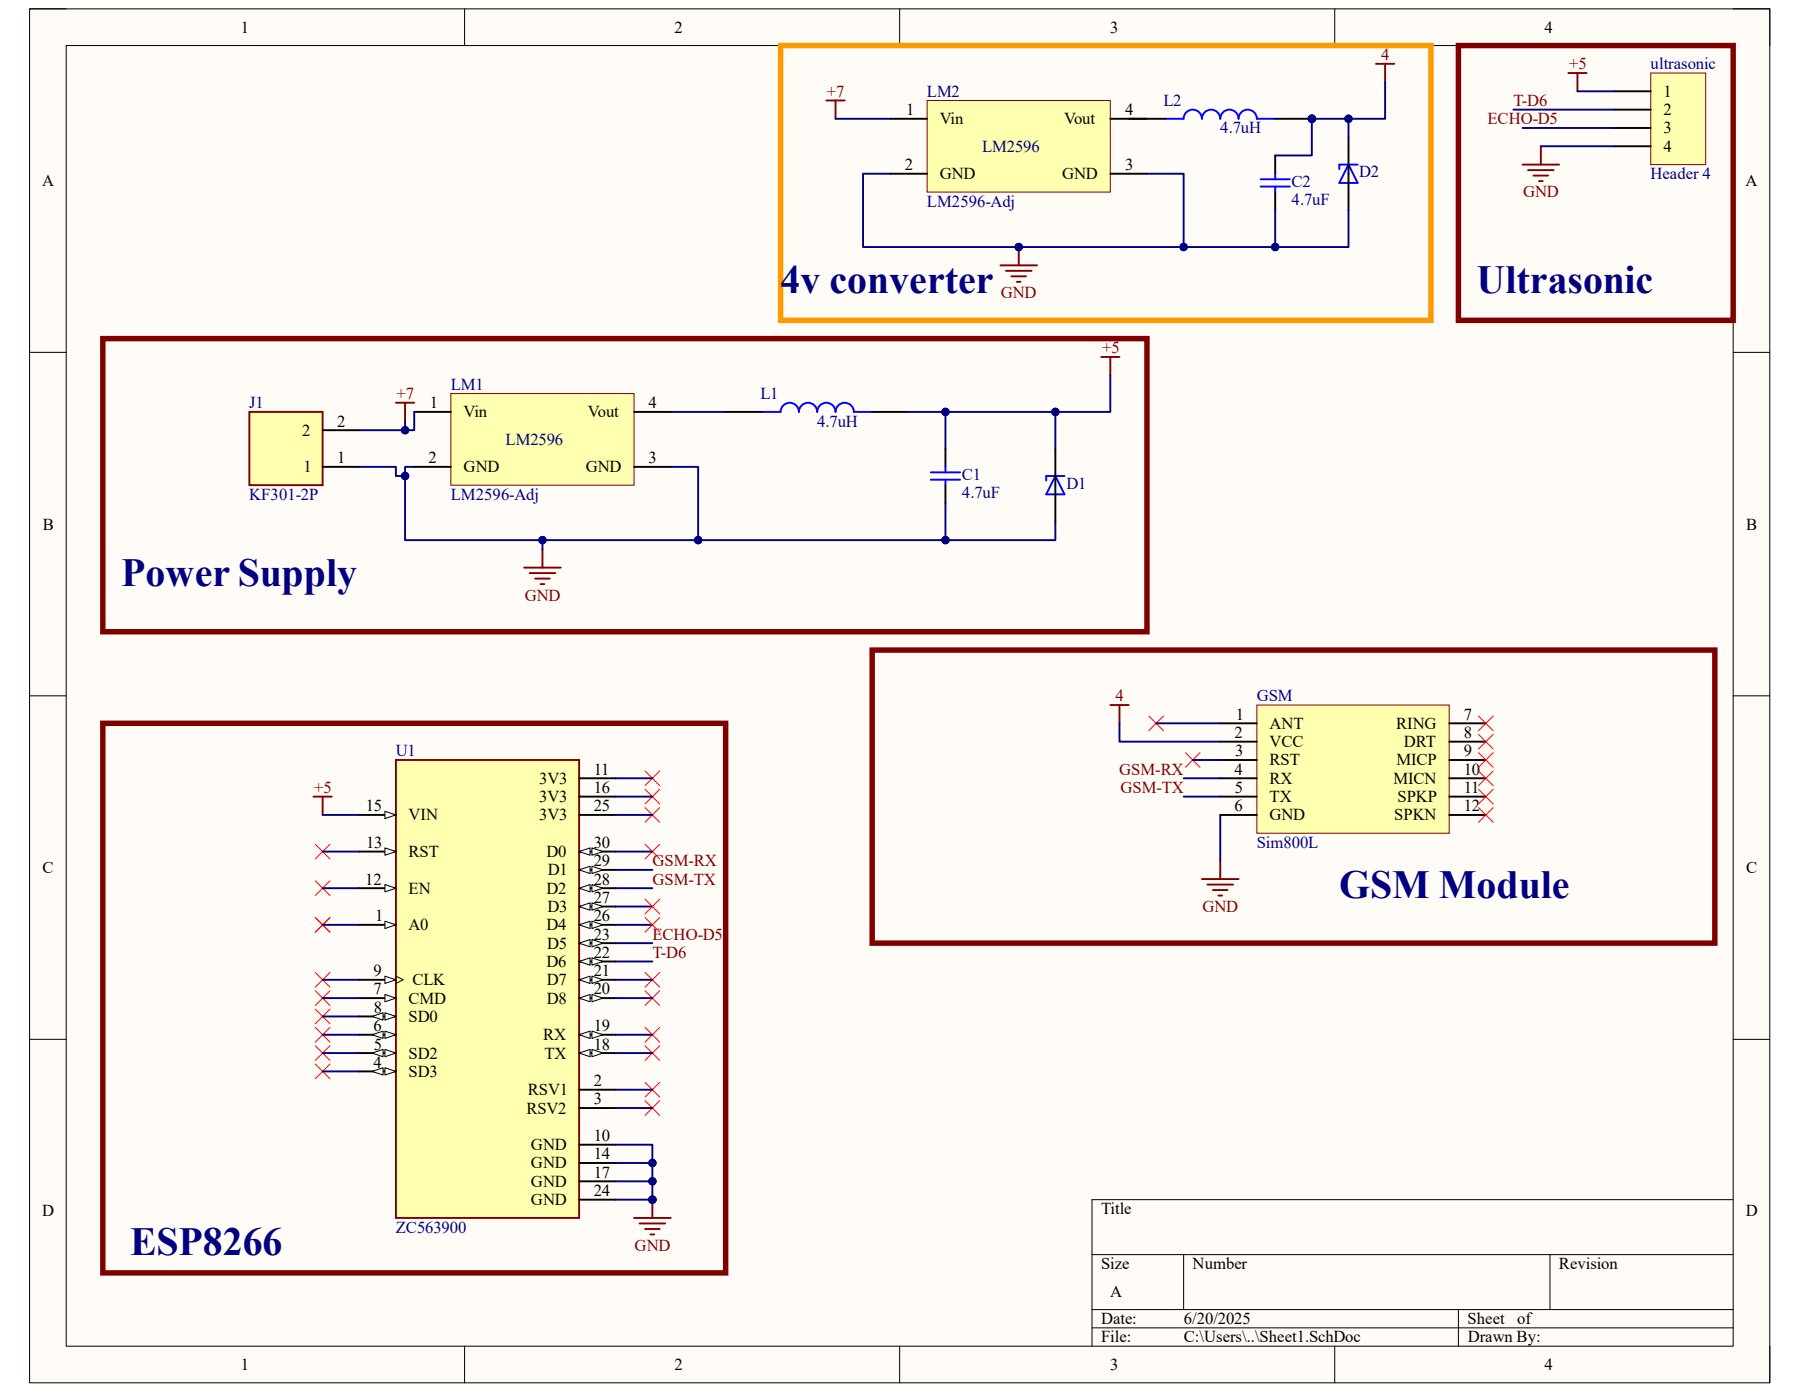 1 2 3 4
A
B
C
D
A
B
C
D
1 2 3 4
4
+7
LM2
1 Vin Vout 4
LM2596
2 GND GND 3
LM2596-Adj
L2
4.7uH
C2
4.7uF
D2
GND
4v converter
ultrasonic
+5
1
T-D6 2
ECHO-D5 3
4
Header 4
GND
Ultrasonic
+5
J1
2 2
1 1
KF301-2P
+7
LM1
1 Vin Vout 4
LM2596
2 GND GND 3
LM2596-Adj
L1
4.7uH
C1
4.7uF
D1
GND
Power Supply
4
GSM
1 ANT RING 7
2 VCC DRT 8
3 RST MICP 9
GSM-RX 4 RX MICN 10
GSM-TX 5 TX SPKP 11
6 GND SPKN 12
Sim800L
GND
GSM Module
U1
3V3 11
3V3 16
+5
15 VIN 3V3 25
13 RST D0 30
GSM-RX
D1 29
GSM-TX
12 EN D2 28
D3 27
1 A0 D4 26
ECHO-D5
D5 23
T-D6
D6 22
9 CLK D7 21
7 CMD D8 20
8 SD0
6 RX 19
5 SD2 TX 18
4 SD3
RSV1 2
RSV2 3
GND 10
GND 14
GND 17
GND 24
ZC563900
GND
ESP8266
Title
Size Number Revision
A
Date: 6/20/2025 Sheet of
File: C:\Users\..\Sheet1.SchDoc Drawn By: